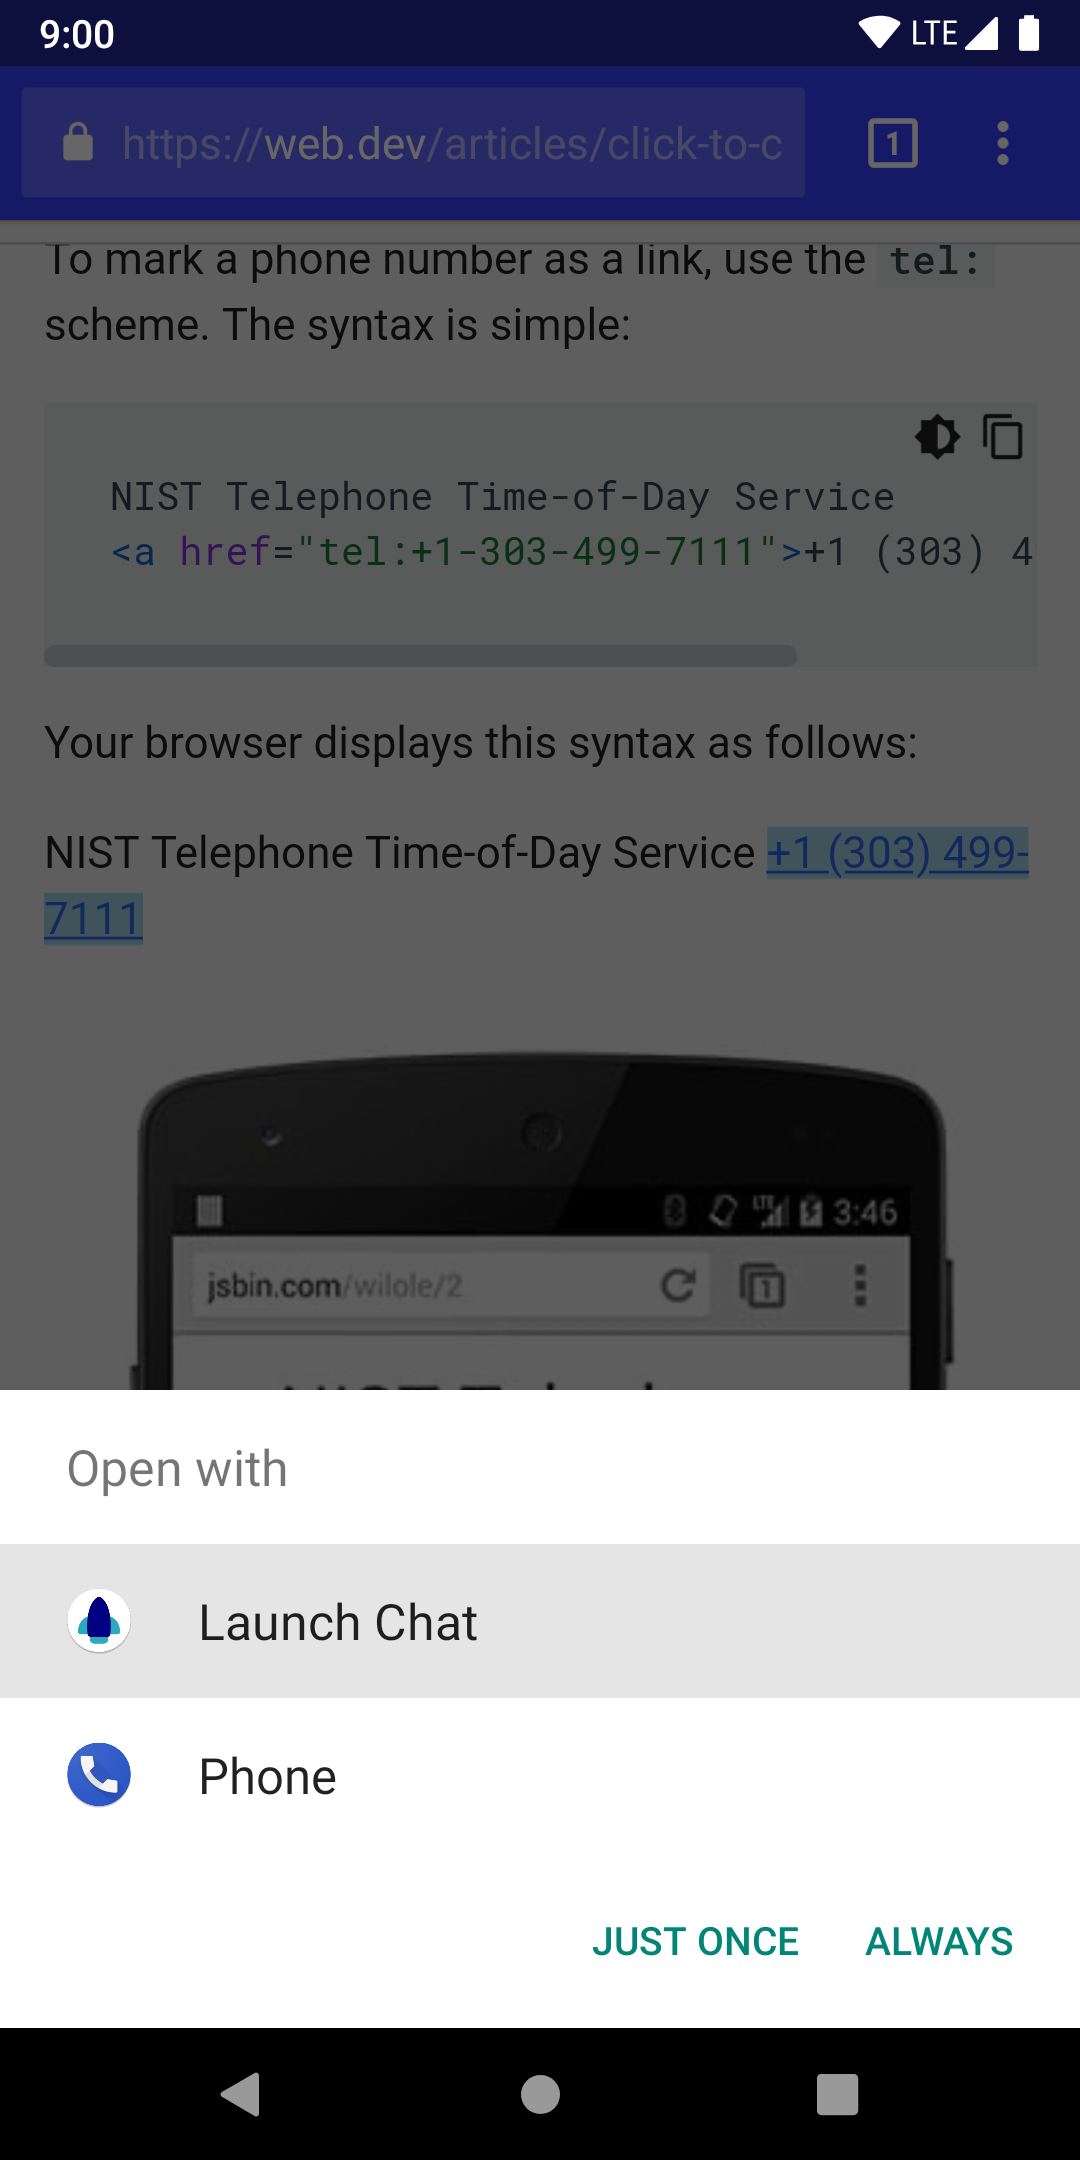 9:00 LTE
https://web.dev/articles/click-to-c 1
To mark a phone number as a link, use the tel:
scheme. The syntax is simple:
NIST Telephone Time-of-Day Service
<a href="tel:+1-303-499-7111">+1 (303) 4
Your browser displays this syntax as follows:
NIST Telephone Time-of-Day Service +1 (303) 499-
7111
LTE 3:46
jsbin.com/wilole/2 1
Open with
Launch Chat
Phone
JUST ONCE ALWAYS